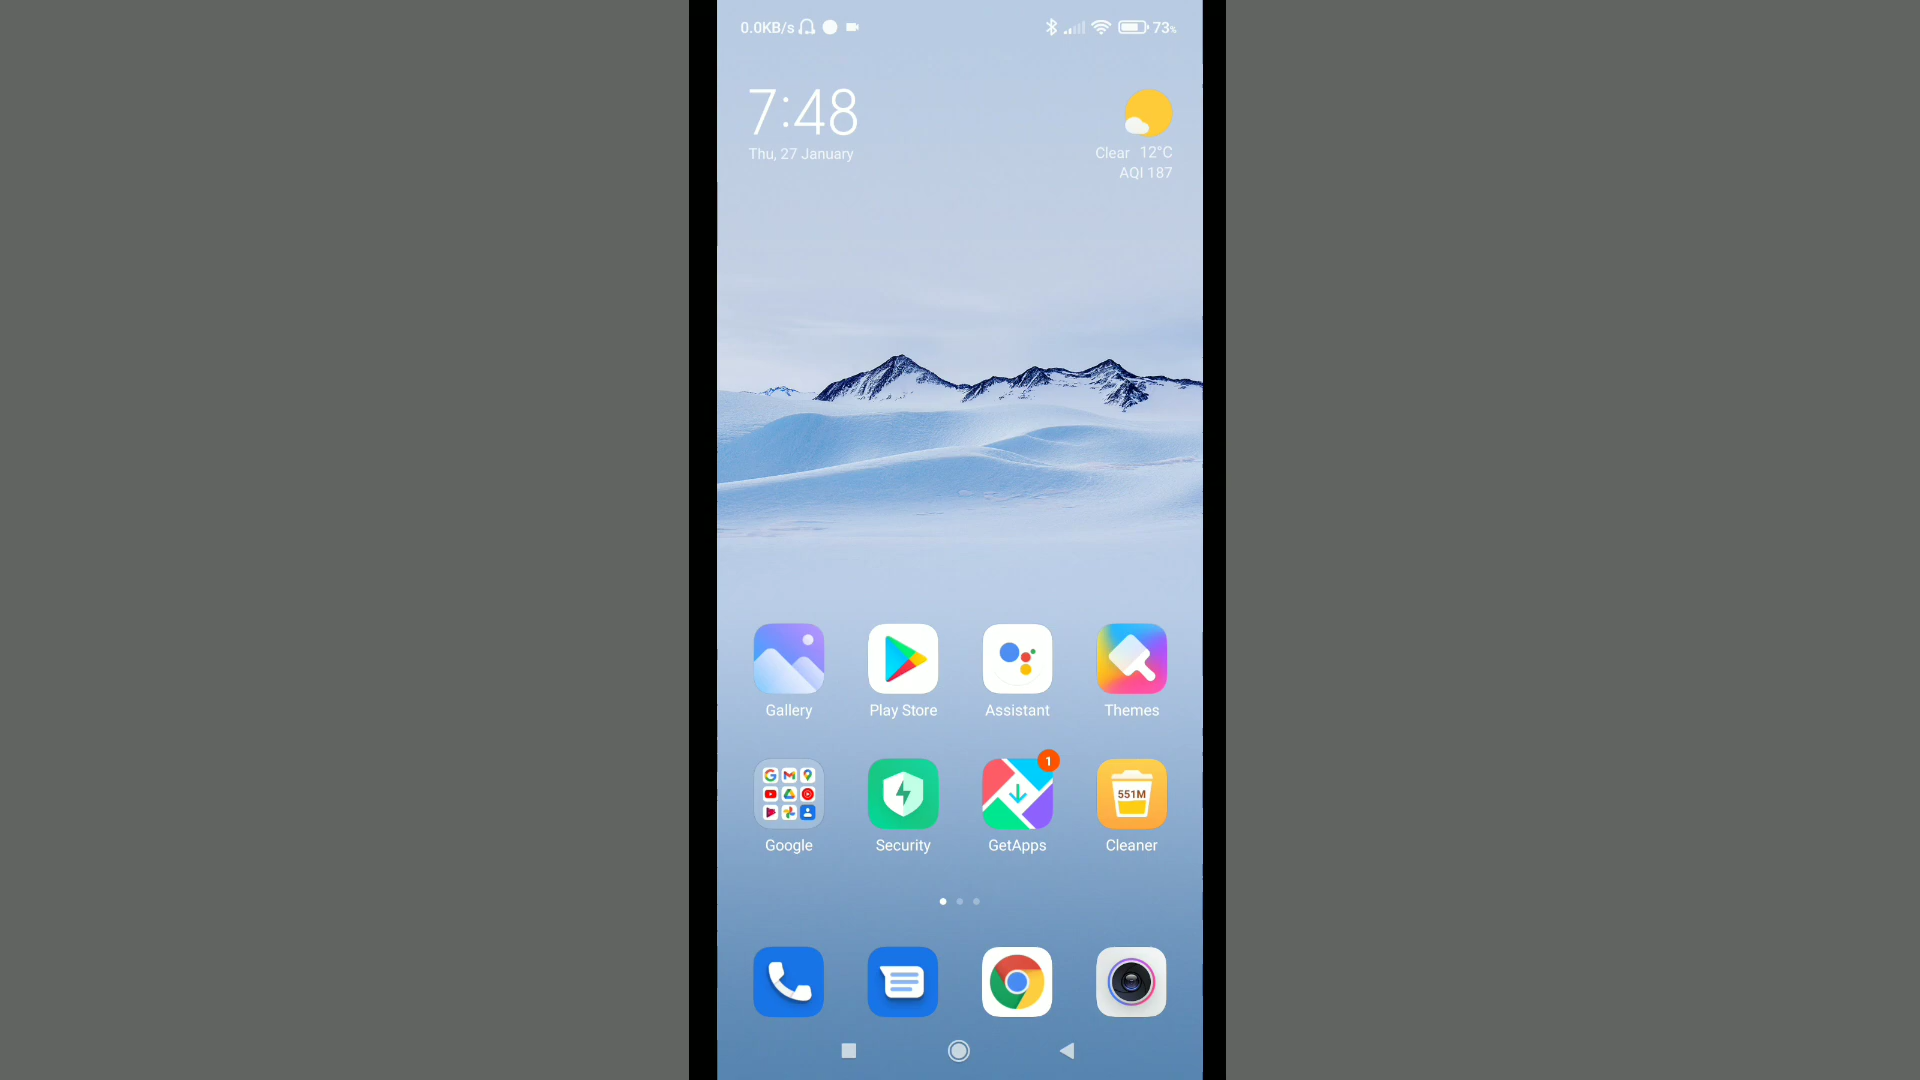 0.0KB/s 73%
7:48
Thu, 27 January
Clear 12°C
AQI 187
Gallery Play Store Assistant Themes
1
551M
Google Security GetApps Cleaner